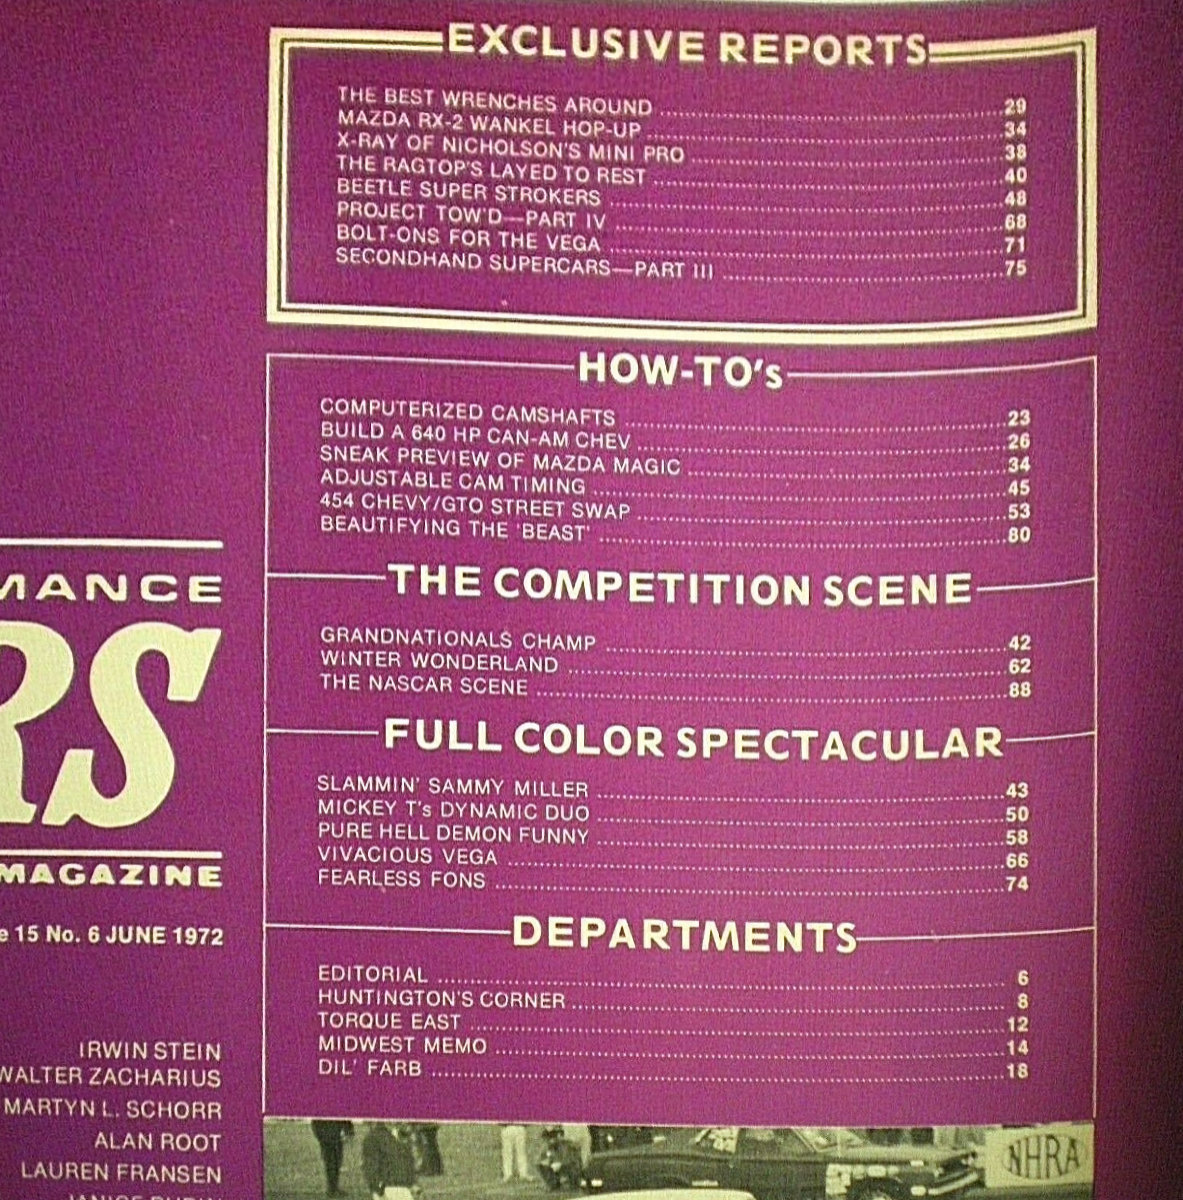 EXCLUSIVE REPORTS
THE BEST WRENCHES AROUND 29
MAZDA RX-2 WANKEL HOP-UP 34
X-RAY OF NICHOLSON'S MINI PRO 38
THE RAGTOP'S LAYED TO REST 40
BEETLE SUPER STROKERS 48
PROJECT TOW'D—PART IV 68
BOLT-ONS FOR THE VEGA 71
SECONDHAND SUPERCARS—PART III 75
HOW-TO's
COMPUTERIZED CAMSHAFTS 23
BUILD A 640 HP CAN-AM CHEV 26
SNEAK PREVIEW OF MAZDA MAGIC 34
ADJUSTABLE CAM TIMING 45
454 CHEVY/GTO STREET SWAP 53
BEAUTIFYING THE 'BEAST' 80
THE COMPETITION SCENE
GRANDNATIONALS CHAMP 42
WINTER WONDERLAND 62
THE NASCAR SCENE 88
FULL COLOR SPECTACULAR
SLAMMIN' SAMMY MILLER 43
MICKEY T's DYNAMIC DUO 50
PURE HELL DEMON FUNNY 58
VIVACIOUS VEGA 66
FEARLESS FONS 74
DEPARTMENTS
EDITORIAL 6
HUNTINGTON'S CORNER 8
TORQUE EAST 12
MIDWEST MEMO 14
DIL' FARB 18
MANCE
RS
MAGAZINE
e 15 No. 6 JUNE 1972
IRWIN STEIN
WALTER ZACHARIUS
MARTYN L. SCHORR
ALAN ROOT
LAUREN FRANSEN
NHRA